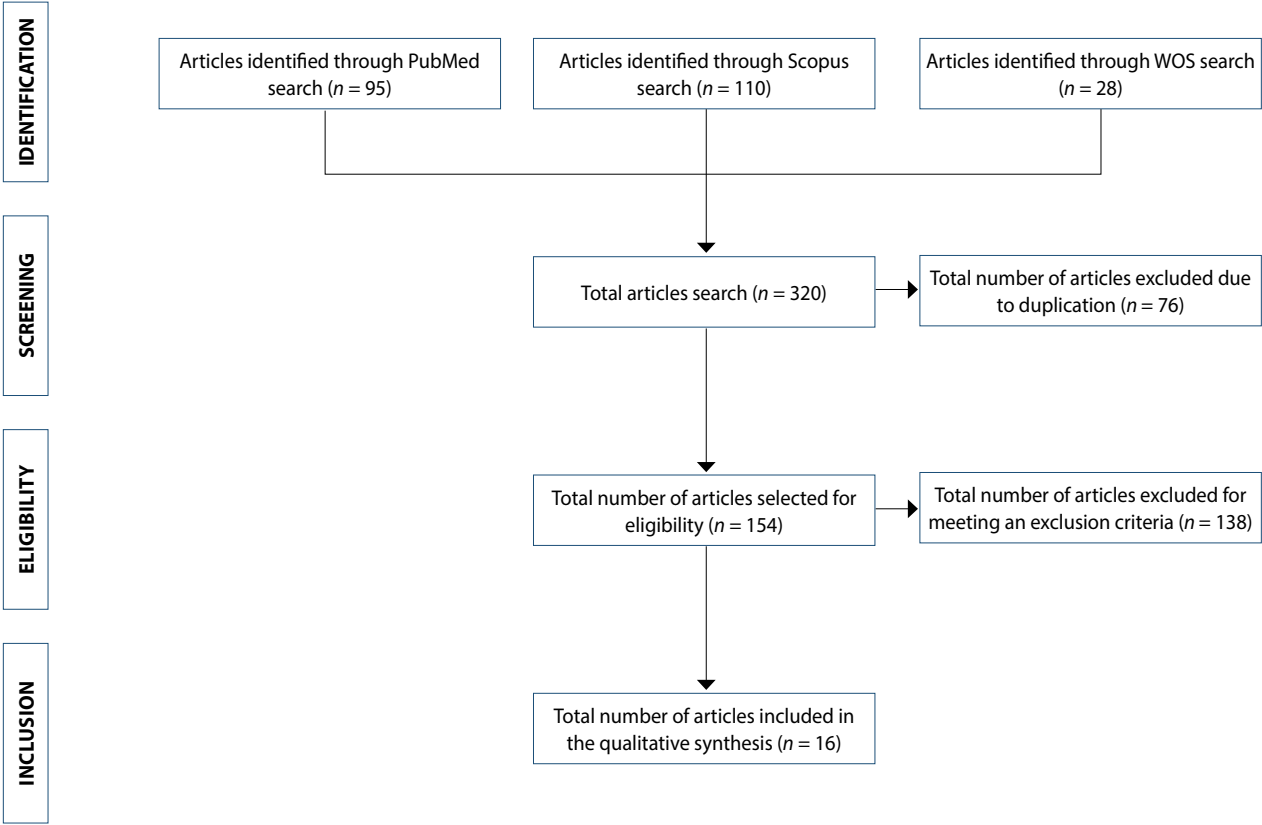 IDENTIFICATION
Articles identified through PubMed
search (n = 95)
Articles identified through Scopus
search (n = 110)
Articles identified through WOS search
(n = 28)
SCREENING
Total articles search (n = 320)
Total number of articles excluded due
to duplication (n = 76)
ELIGIBILITY
Total number of articles selected for
eligibility (n = 154)
Total number of articles excluded for
meeting an exclusion criteria (n = 138)
INCLUSION
Total number of articles included in
the qualitative synthesis (n = 16)